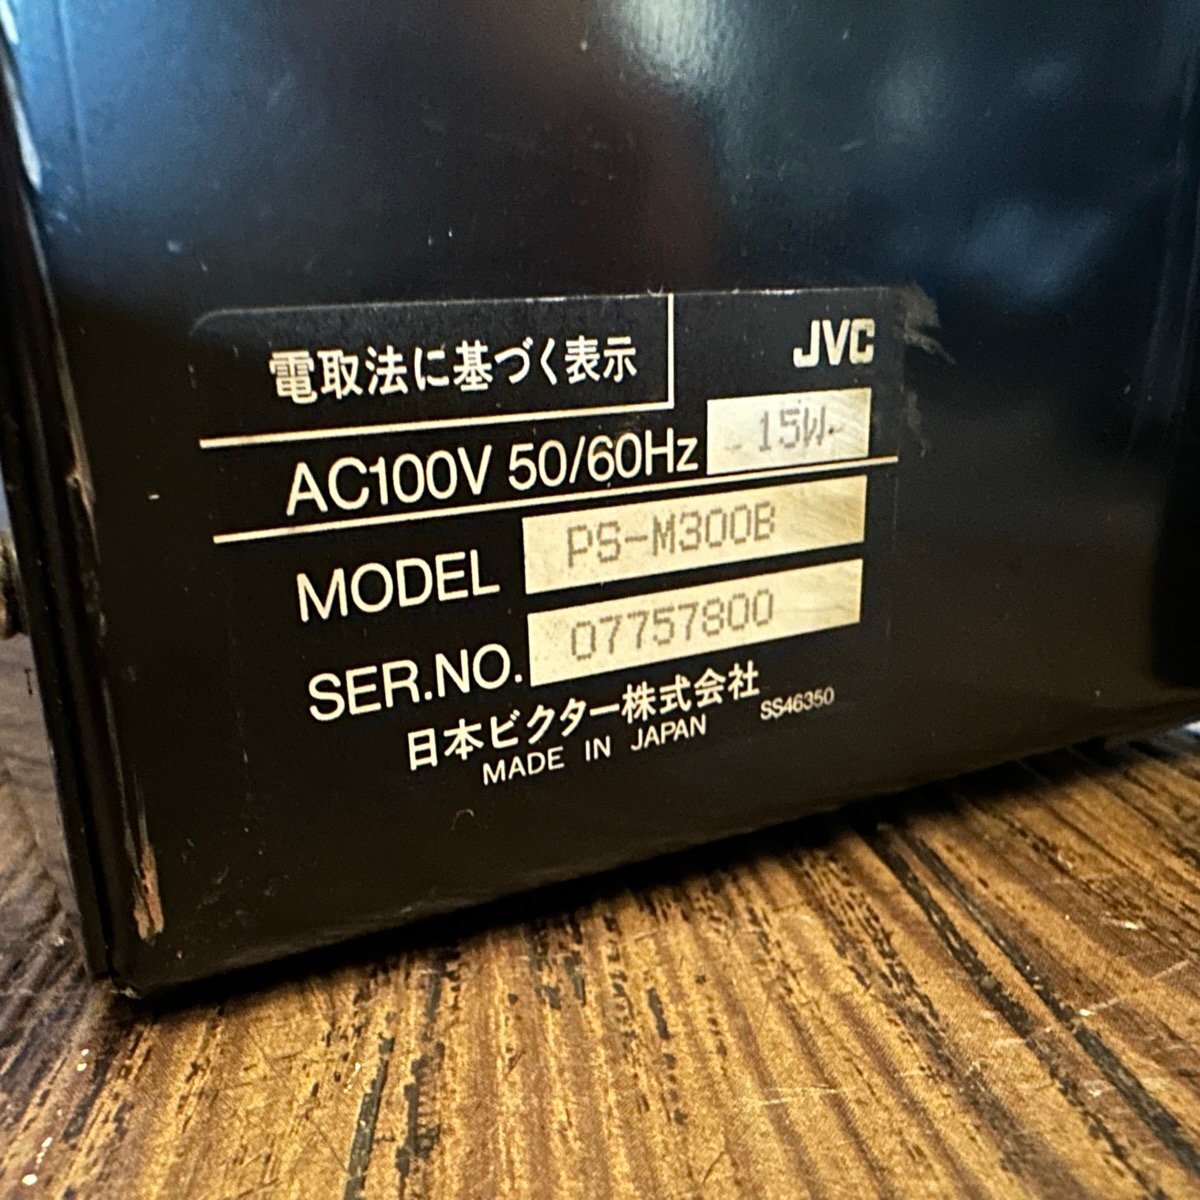 電取法に基づく表示
JVC
AC100V 50/60Hz 15W
MODEL PS-M300B
SER.NO. 07757800
日本ビクター株式会社
MADE IN JAPAN SS46350